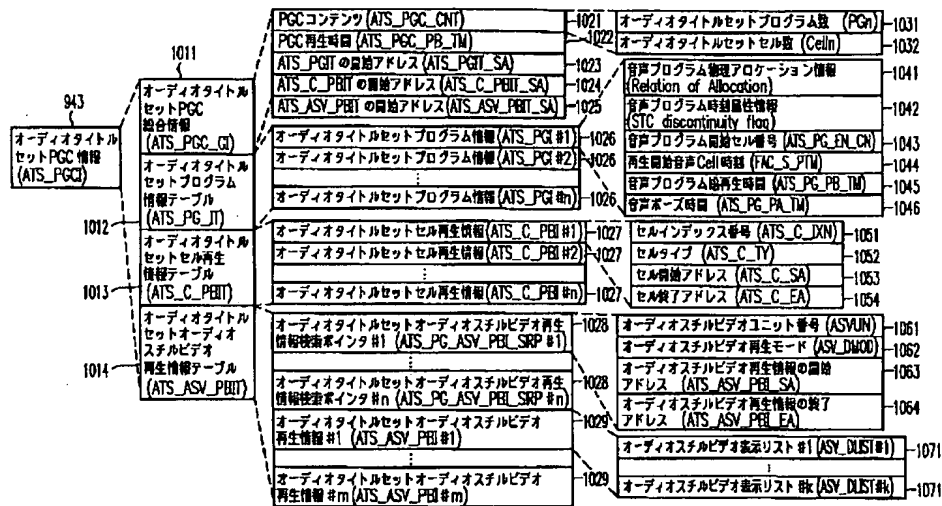 943
オーディオタイトル
セットPGC情報
(ATS_PGCI)
1011
オーディオタイトル
セットPGC
総合情報
(ATS_PGC_GI)
オーディオタイトル
セットプログラム
情報テーブル
(ATS_PG_IT)
1012
オーディオタイトル
セットセル再生
情報テーブル
(ATS_C_PBIT)
1013
オーディオタイトル
セットオーディオ
スチルビデオ
再生情報テーブル
(ATS_ASV_PBIT)
1014
PGCコンテンツ(ATS_PGC_CNT)
1021
PGC再生時間(ATS_PGC_PB_TM)
1022
ATS_PGITの開始アドレス(ATS_PGIT_SA)
1023
ATS_C_PBITの開始アドレス(ATS_C_PBIT_SA)
1024
ATS_ASV_PBITの開始アドレス(ATS_ASV_PBIT_SA)
1025
オーディオタイトルセットプログラム情報(ATS_PGI#1)
1026
オーディオタイトルセットプログラム情報(ATS_PGI#2)
1026
オーディオタイトルセットプログラム情報(ATS_PGI#n)
1026
オーディオタイトルセットセル再生情報(ATS_C_PBI#1)
1027
オーディオタイトルセットセル再生情報(ATS_C_PBI#2)
1027
オーディオタイトルセットセル再生情報(ATS_C_PBI#n)
1027
オーディオタイトルセットオーディオスチルビデオ再生
情報検索ポインタ#1(ATS_PG_ASV_PBI_SRP#1)
1028
オーディオタイトルセットオーディオスチルビデオ再生
情報検索ポインタ#n(ATS_PG_ASV_PBI_SRP#n)
1028
オーディオタイトルセットオーディオスチルビデオ
再生情報#1(ATS_ASV_PBI#1)
1029
オーディオタイトルセットオーディオスチルビデオ
再生情報#m(ATS_ASV_PBI#m)
1029
オーディオタイトルセットプログラム数 (PGn)
1031
オーディオタイトルセットセル数 (Celln)
1032
音声プログラム物理アロケーション情報
(Relation of Allocation)
1041
音声プログラム時刻属性情報
(STC discontinuity flag)
1042
音声プログラム開始セル番号(ATS_PG_EN_CN)
1043
再生開始音声Cell時刻(FAC_S_PTM)
1044
音声プログラム総再生時間(ATS_PG_PB_TM)
1045
音声ポーズ時間(ATS_PG_PA_TM)
1046
セルインデックス番号(ATS_C_IXN)
1051
セルタイプ(ATS_C_TY)
1052
セル開始アドレス(ATS_C_SA)
1053
セル終了アドレス(ATS_C_EA)
1054
オーディオスチルビデオユニット番号(ASVUN)
1061
オーディオスチルビデオ再生モード(ASV_DMOD)
1062
オーディオスチルビデオ再生情報の開始
アドレス (ATS_ASV_PBI_SA)
1063
オーディオスチルビデオ再生情報の終了
アドレス (ATS_ASV_PBI_EA)
1064
オーディオスチルビデオ表示リスト#1(ASV_DLIST#1)
1071
オーディオスチルビデオ表示リスト#k(ASV_DLIST#k)
1071